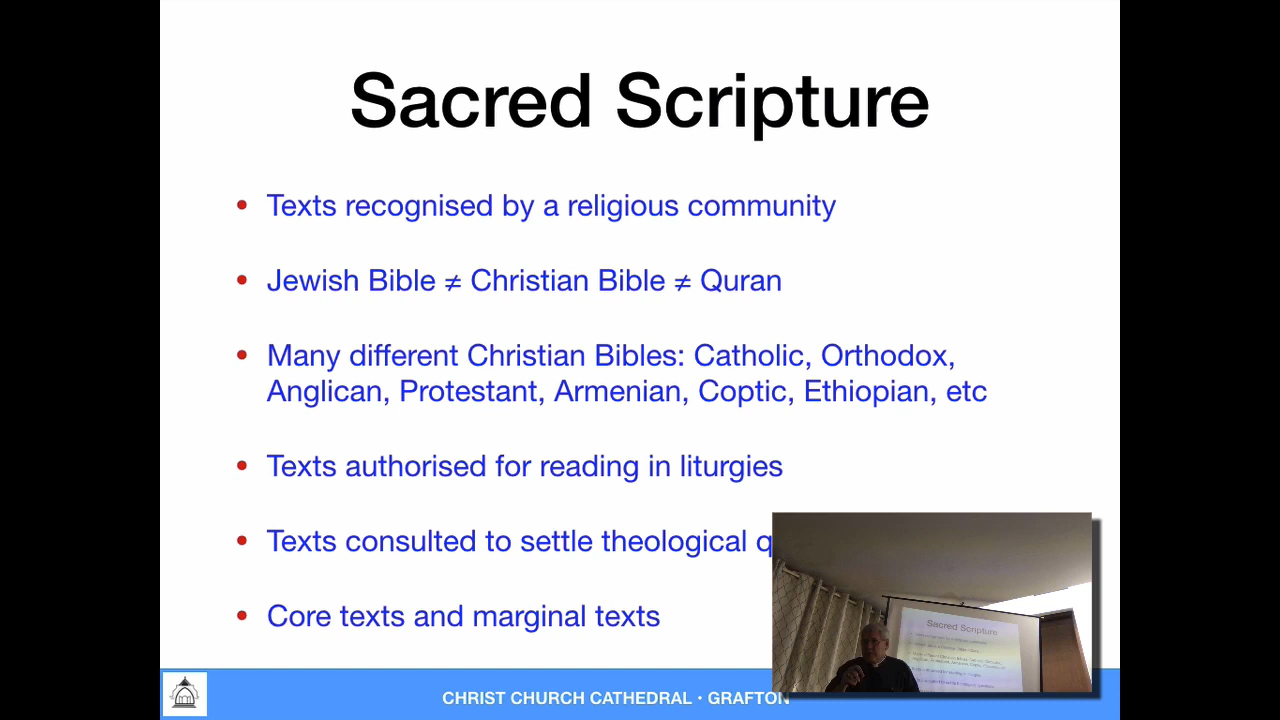 Sacred Scripture
• Texts recognised by a religious community
• Jewish Bible ≠ Christian Bible ≠ Quran
• Many different Christian Bibles: Catholic, Orthodox,
Anglican, Protestant, Armenian, Coptic, Ethiopian, etc
• Texts authorised for reading in liturgies
• Texts consulted to settle theological q
• Core texts and marginal texts
Sacred Scripture
CHRIST CHURCH CATHEDRAL • GRAFTON